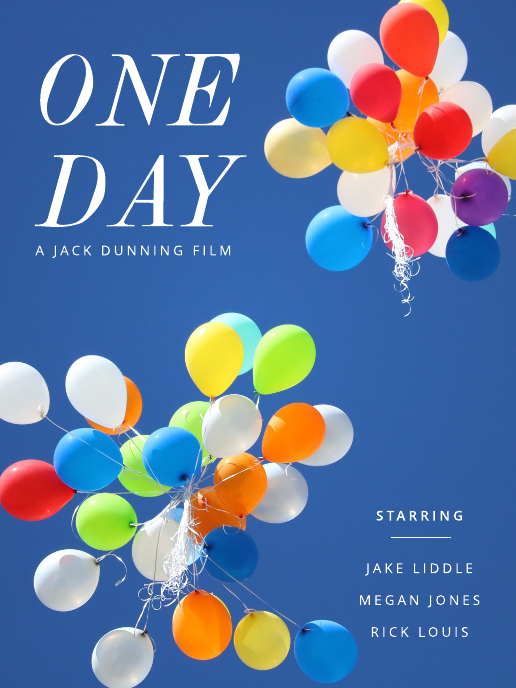 ONE
DAY
A JACK DUNNING FILM
STARRING
JAKE LIDDLE
MEGAN JONES
RICK LOUIS